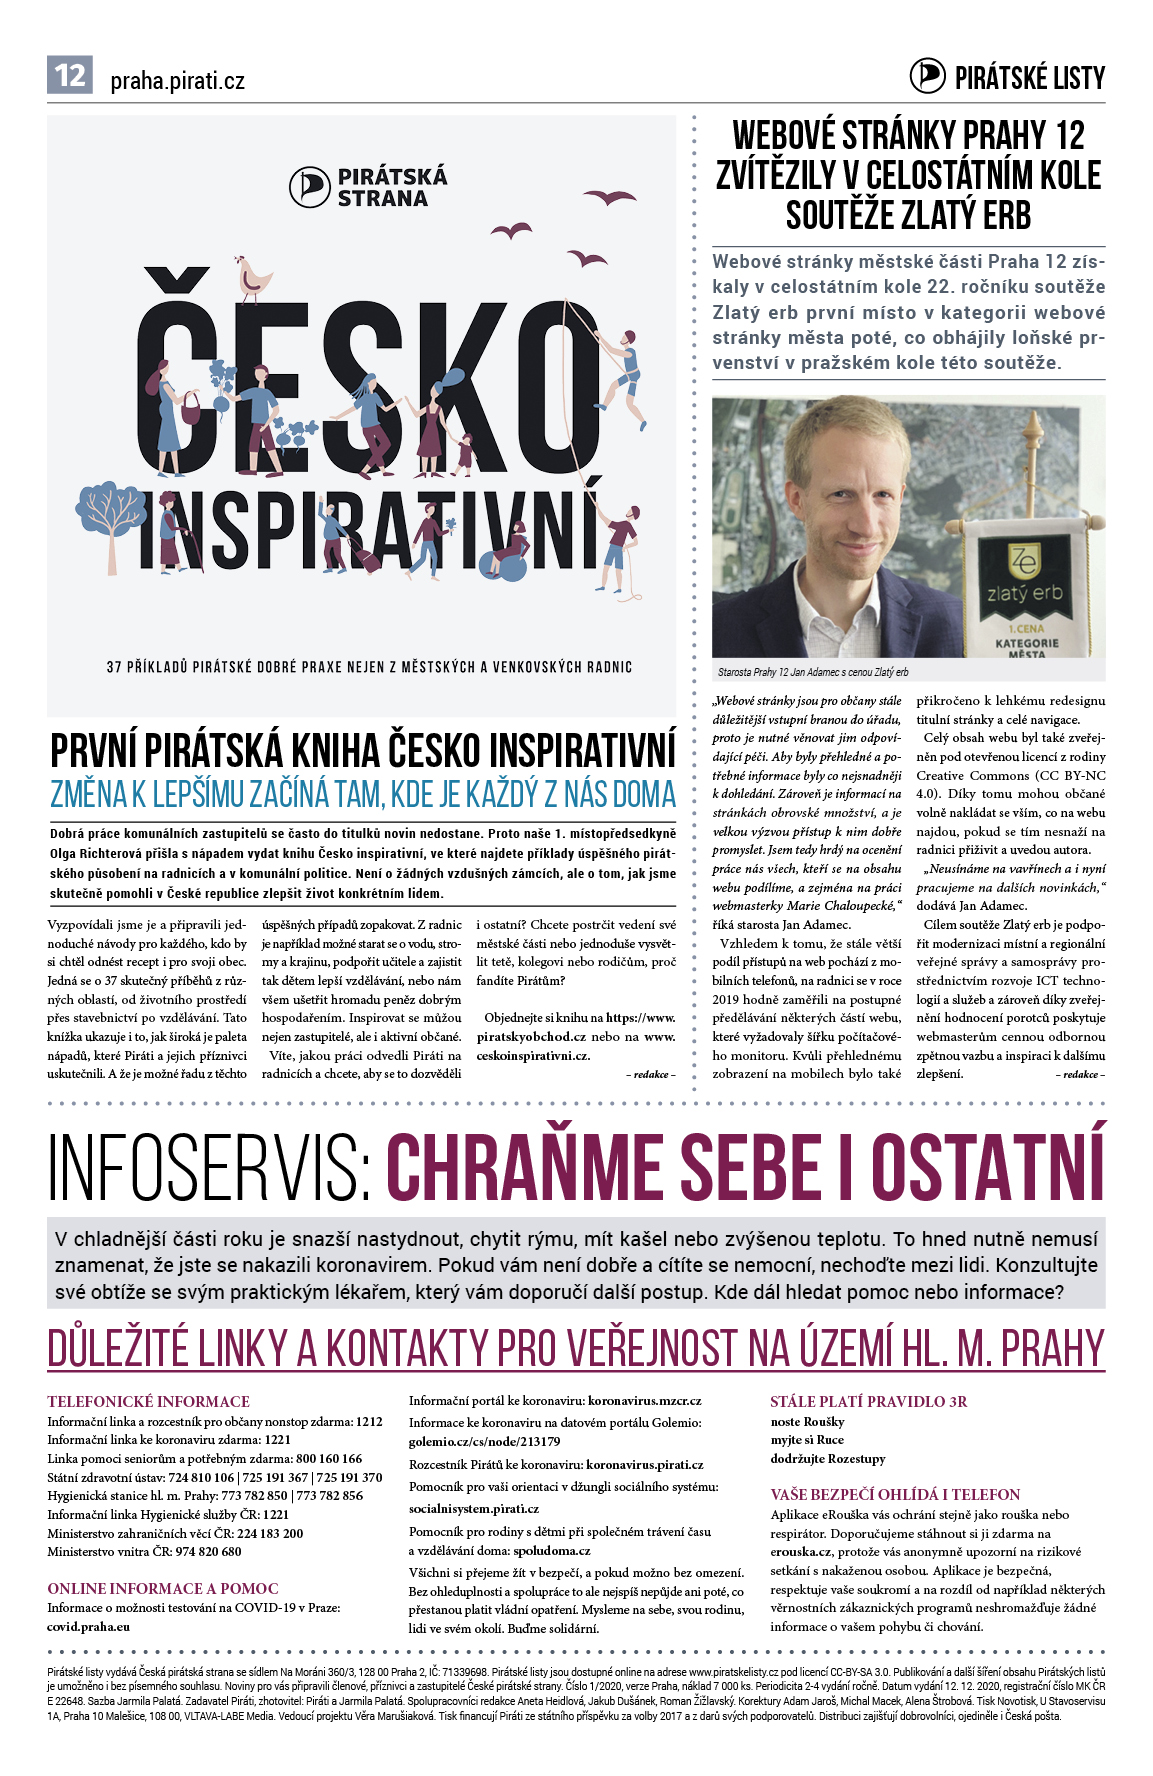 12
praha.pirati.cz
PIRÁTSKÉ LISTY
PIRÁTSKÁ
STRANA
ČESKO
INSPIRATIVNÍ
37 PŘÍKLADŮ PIRÁTSKÉ DOBRÉ PRAXE NEJEN Z MĚSTSKÝCH A VENKOVSKÝCH RADNIC
PRVNÍ PIRÁTSKÁ KNIHA ČESKO INSPIRATIVNÍ
ZMĚNA K LEPŠÍMU ZAČÍNÁ TAM, KDE JE KAŽDÝ Z NÁS DOMA
Dobrá práce komunálních zastupitelů se často do titulků novin nedostane. Proto naše 1. místopředsedkyně
Olga Richterová přišla s nápadem vydat knihu Česko inspirativní, ve které najdete příklady úspěšného pirát-
ského působení na radnicích a v komunální politice. Není o žádných vzdušných zámcích, ale o tom, jak jsme
skutečně pomohli v České republice zlepšit život konkrétním lidem.
Vyzpovídali jsme je a připravili jed-
noduché návody pro každého, kdo by
si chtěl odnést recept i pro svoji obec.
Jedná se o 37 skutečný příběhů z růz-
ných oblastí, od životního prostředí
přes stavebnictví po vzdělávání. Tato
knížka ukazuje i to, jak široká je paleta
nápadů, které Piráti a jejich příznivci
uskutečnili. A že je možné řadu z těchto
úspěšných případů zopakovat. Z radnic
je například možné starat se o vodu, stro-
my a krajinu, podpořit učitele a zajistit
tak dětem lepší vzdělávání, nebo nám
všem ušetřit hromadu peněz dobrým
hospodařením. Inspirovat se můžou
nejen zastupitelé, ale i aktivní občané.
Víte, jakou práci odvedli Piráti na
radnicích a chcete, aby se to dozvěděli
i ostatní? Chcete postrčit vedení své
městské části nebo jednoduše vysvět-
lit tetě, kolegovi nebo rodičům, proč
fandíte Pirátům?
Objednejte si knihu na https://www.
piratskyobchod.cz nebo na www.
ceskoinspirativni.cz.
– redakce –
WEBOVÉ STRÁNKY PRAHY 12
ZVÍTĚZILY V CELOSTÁTNÍM KOLE
SOUTĚŽE ZLATÝ ERB
Webové stránky městské části Praha 12 zís-
kaly v celostátním kole 22. ročníku soutěže
Zlatý erb první místo v kategorii webové
stránky města poté, co obhájily loňské pr-
venství v pražském kole této soutěže.
ze
zlatý erb
1.CENA
KATEGORIE
MĚSTA
Starosta Prahy 12 Jan Adamec s cenou Zlatý erb
„Webové stránky jsou pro občany stále
důležitější vstupní branou do úřadu,
proto je nutné věnovat jim odpoví-
dající péči. Aby byly přehledné a po-
třebné informace byly co nejsnadněji
k dohledání. Zároveň je informací na
stránkách obrovské množství, a je
velkou výzvou přístup k nim dobře
promyslet. Jsem tedy hrdý na ocenění
práce nás všech, kteří se na obsahu
webu podílíme, a zejména na práci
webmasterky Marie Chaloupecké,“
říká starosta Jan Adamec.
Vzhledem k tomu, že stále větší
podíl přístupů na web pochází z mo-
bilních telefonů, na radnici se v roce
2019 hodně zaměřili na postupné
předělávání některých částí webu,
které vyžadovaly šířku počítačové-
ho monitoru. Kvůli přehlednému
zobrazení na mobilech bylo také
přikročeno k lehkému redesignu
titulní stránky a celé navigace.
Celý obsah webu byl také zveřej-
něn pod otevřenou licencí z rodiny
Creative Commons (CC BY-NC
4.0). Díky tomu mohou občané
volně nakládat se vším, co na webu
najdou, pokud se tím nesnaží na
radnici přiživit a uvedou autora.
„Neusínáme na vavřínech a i nyní
pracujeme na dalších novinkách,“
dodává Jan Adamec.
Cílem soutěže Zlatý erb je podpo-
řit modernizaci místní a regionální
veřejné správy a samosprávy pro-
střednictvím rozvoje ICT techno-
logií a služeb a zároveň díky zveřej-
nění hodnocení porotců poskytuje
webmasterům cennou odbornou
zpětnou vazbu a inspiraci k dalšímu
zlepšení.
– redakce –
INFOSERVIS: CHRAŇME SEBE I OSTATNÍ
V chladnější části roku je snazší nastydnout, chytit rýmu, mít kašel nebo zvýšenou teplotu. To hned nutně nemusí
znamenat, že jste se nakazili koronavirem. Pokud vám není dobře a cítíte se nemocní, nechoďte mezi lidi. Konzultujte
své obtíže se svým praktickým lékařem, který vám doporučí další postup. Kde dál hledat pomoc nebo informace?
DŮLEŽITÉ LINKY A KONTAKTY PRO VEŘEJNOST NA ÚZEMÍ HL. M. PRAHY
TELEFONICKÉ INFORMACE
Informační linka a rozcestník pro občany nonstop zdarma: 1212
Informační linka ke koronaviru zdarma: 1221
Linka pomoci seniorům a potřebným zdarma: 800 160 166
Státní zdravotní ústav: 724 810 106 | 725 191 367 | 725 191 370
Hygienická stanice hl. m. Prahy: 773 782 850 | 773 782 856
Informační linka Hygienické služby ČR: 1221
Ministerstvo zahraničních věcí ČR: 224 183 200
Ministerstvo vnitra ČR: 974 820 680
ONLINE INFORMACE A POMOC
Informace o možnosti testování na COVID-19 v Praze:
covid.praha.eu
Informační portál ke koronaviru: koronavirus.mzcr.cz
Informace ke koronaviru na datovém portálu Golemio:
golemio.cz/cs/node/213179
Rozcestník Pirátů ke koronaviru: koronavirus.pirati.cz
Pomocník pro vaši orientaci v džungli sociálního systému:
socialnisystem.pirati.cz
Pomocník pro rodiny s dětmi při společném trávení času
a vzdělávání doma: spoludoma.cz
Všichni si přejeme žít v bezpečí, a pokud možno bez omezení.
Bez ohleduplnosti a spolupráce to ale nejspíš nepůjde ani poté, co
přestanou platit vládní opatření. Mysleme na sebe, svou rodinu,
lidi ve svém okolí. Buďme solidární.
STÁLE PLATÍ PRAVIDLO 3R
noste Roušky
myjte si Ruce
dodržujte Rozestupy
VAŠE BEZPEČÍ OHLÍDÁ I TELEFON
Aplikace eRouška vás ochrání stejně jako rouška nebo
respirátor. Doporučujeme stáhnout si ji zdarma na
erouska.cz, protože vás anonymně upozorní na rizikové
setkání s nakaženou osobou. Aplikace je bezpečná,
respektuje vaše soukromí a na rozdíl od například některých
věrnostních zákaznických programů neshromažďuje žádné
informace o vašem pohybu či chování.
Pirátské listy vydává Česká pirátská strana se sídlem Na Moráni 360/3, 128 00 Praha 2, IČ: 71339698. Pirátské listy jsou dostupné online na adrese www.piratskelisty.cz pod licencí CC-BY-SA 3.0. Publikování a další šíření obsahu Pirátských listů
je umožněno i bez písemného souhlasu. Noviny pro vás připravili členové, příznivci a zastupitelé České pirátské strany. Číslo 1/2020, verze Praha, náklad 7 000 ks. Periodicita 2-4 vydání ročně. Datum vydání 12. 12. 2020, registrační číslo MK ČR
E 22648. Sazba Jarmila Palatá. Zadavatel Piráti, zhotovitel: Piráti a Jarmila Palatá. Spolupracovníci redakce Aneta Heidlová, Jakub Dušánek, Roman Žižlavský. Korektury Adam Jaroš, Michal Macek, Alena Štrobová. Tisk Novotisk, U Stavoservisu
1A, Praha 10 Malešice, 108 00, VLTAVA-LABE Media. Vedoucí projektu Věra Marušiaková. Tisk financují Piráti ze státního příspěvku za volby 2017 a z darů svých podporovatelů. Distribuci zajišťují dobrovolníci, ojediněle i Česká pošta.